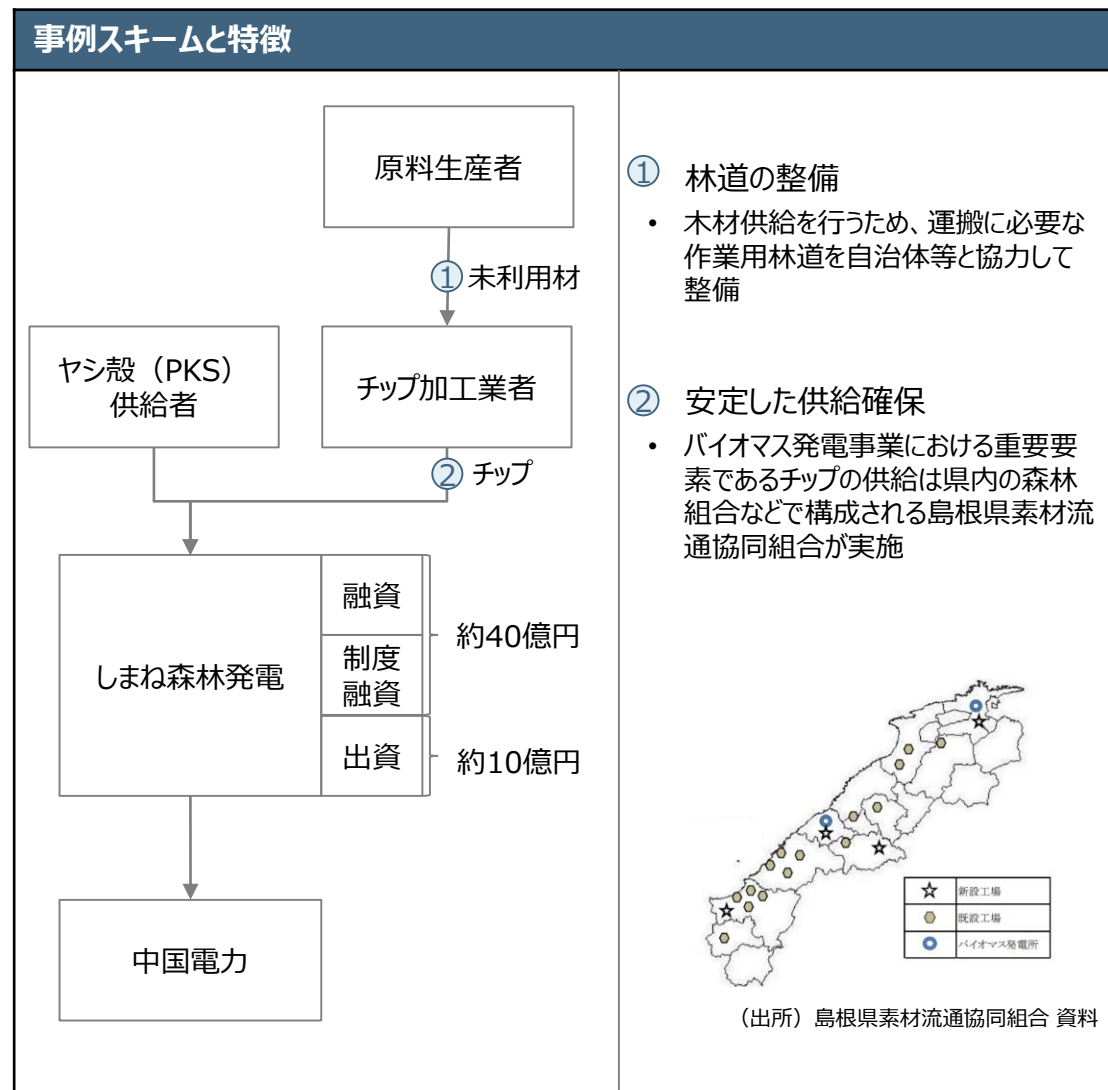 事例スキームと特徴
原料生産者
① 未利用材
ヤシ殻（PKS）
供給者
チップ加工業者
② チップ
しまね森林発電
融資
制度
融資
約40億円
出資
約10億円
中国電力
① 林道の整備
• 木材供給を行うため、運搬に必要な
作業用林道を自治体等と協力して
整備
② 安定した供給確保
• バイオマス発電事業における重要要
素であるチップの供給は県内の森林
組合などで構成される島根県素材流
通協同組合が実施
新設工場
既設工場
バイオマス発電所
（出所）島根県素材流通協同組合 資料